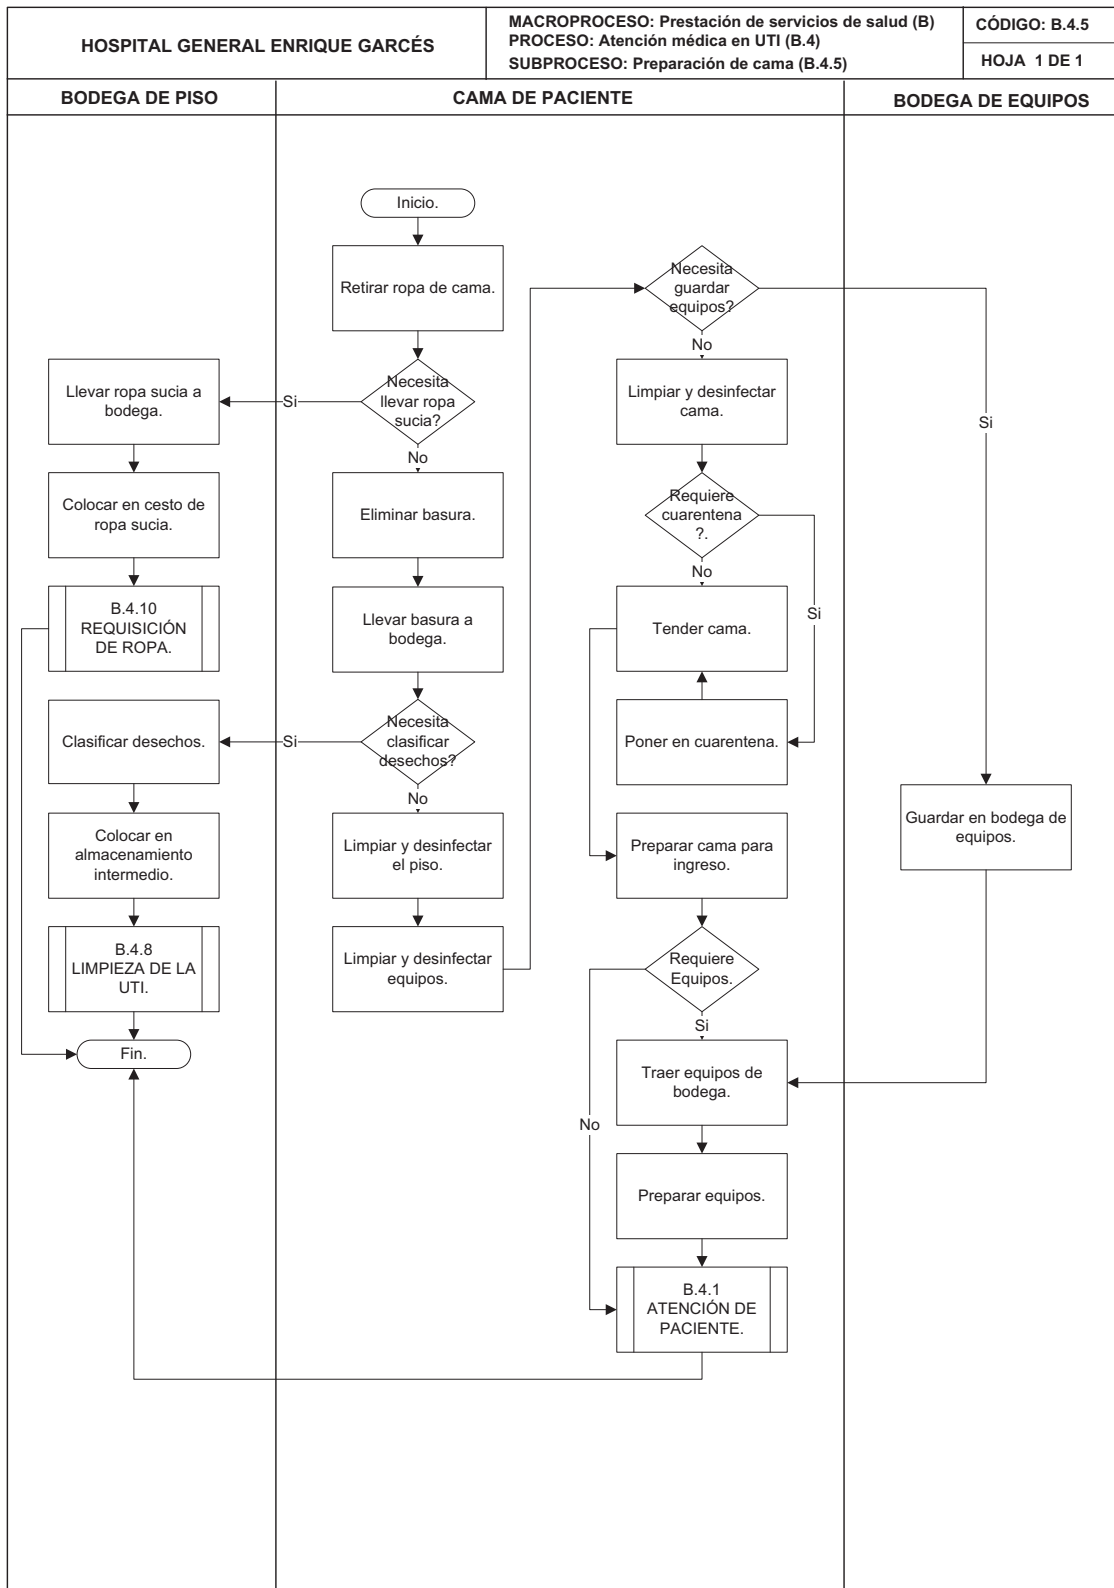 HOSPITAL GENERAL ENRIQUE GARCÉS
MACROPROCESO: Prestación de servicios de salud (B)
PROCESO: Atención médica en UTI (B.4)
SUBPROCESO: Preparación de cama (B.4.5)
CÓDIGO: B.4.5
HOJA 1 DE 1
BODEGA DE PISO
CAMA DE PACIENTE
BODEGA DE EQUIPOS
Inicio.
Retirar ropa de cama.
Necesita
llevar ropa
sucia?
Si
No
Llevar ropa sucia a
bodega.
Colocar en cesto de
ropa sucia.
B.4.10
REQUISICIÓN
DE ROPA.
Eliminar basura.
Llevar basura a
bodega.
Necesita
clasificar
desechos?
Si
No
Clasificar desechos.
Colocar en
almacenamiento
intermedio.
B.4.8
LIMPIEZA DE LA
UTI.
Fin.
Limpiar y desinfectar
el piso.
Limpiar y desinfectar
equipos.
Necesita
guardar
equipos?
No
Si
Limpiar y desinfectar
cama.
Requiere
cuarentena
?.
No
Si
Tender cama.
Poner en cuarentena.
Preparar cama para
ingreso.
Requiere
Equipos.
Si
No
Traer equipos de
bodega.
Preparar equipos.
B.4.1
ATENCIÓN DE
PACIENTE.
Guardar en bodega de
equipos.